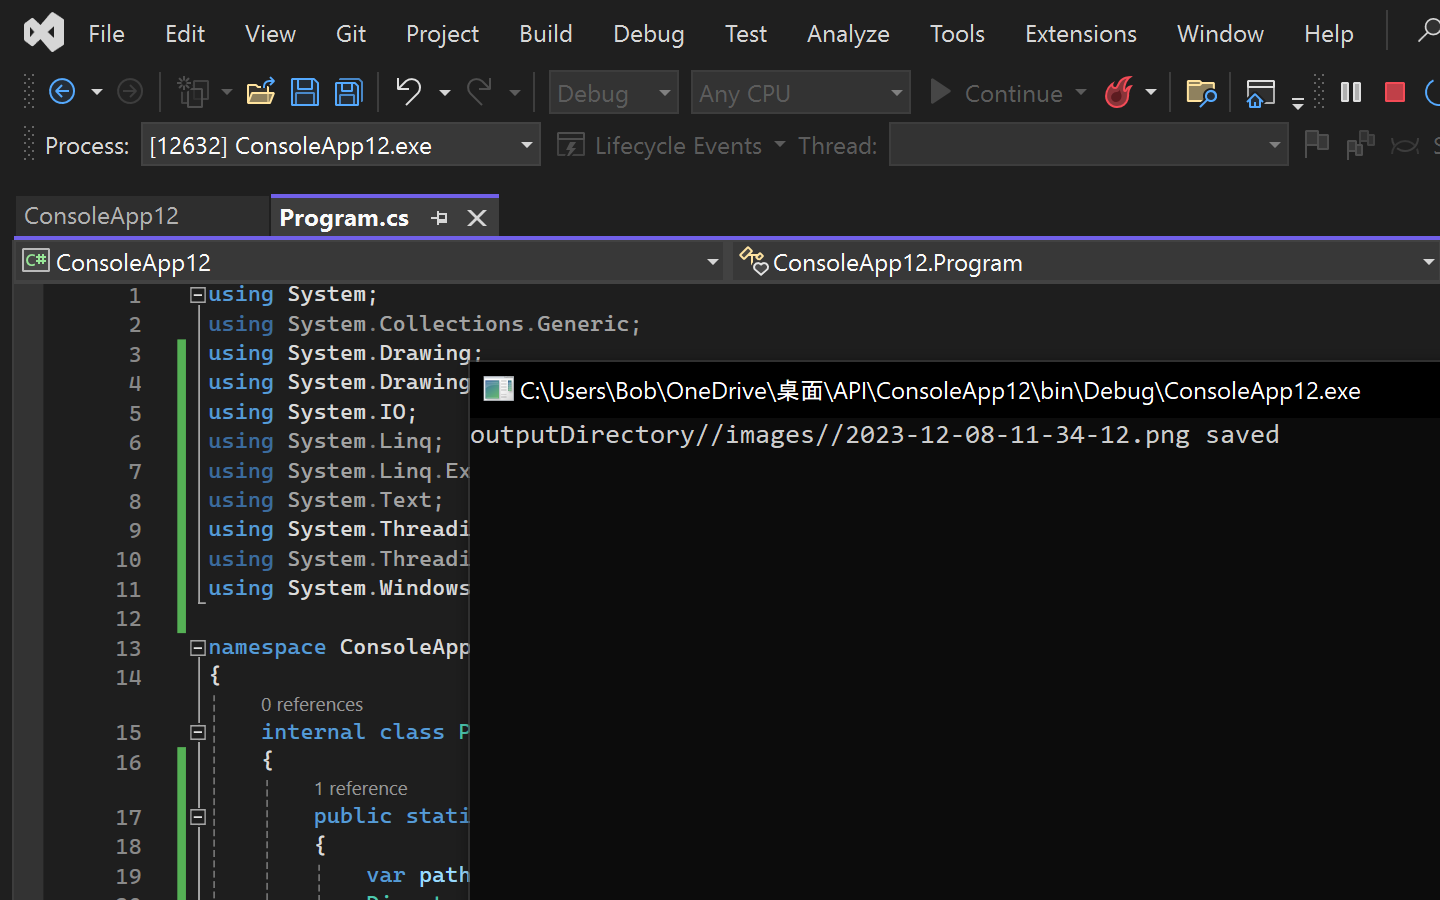 File Edit View Git Project Build Debug Test Analyze Tools Extensions Window Help
Debug Any CPU Continue
Process: [12632] ConsoleApp12.exe Lifecycle Events Thread:
ConsoleApp12 Program.cs
C# ConsoleApp12 ConsoleApp12.Program
1 using System;
2 using System.Collections.Generic;
3 using System.Drawing;
4 using System.Drawing
5 using System.IO;
6 using System.Linq;
7 using System.Linq.Ex
8 using System.Text;
9 using System.Threadi
10 using System.Threadi
11 using System.Windows
12
13 namespace ConsoleApp
14 {
0 references
15 internal class P
16 {
1 reference
17 public stati
18 {
19 var path
C:\Users\Bob\OneDrive\桌面\API\ConsoleApp12\bin\Debug\ConsoleApp12.exe
outputDirectory//images//2023-12-08-11-34-12.png saved